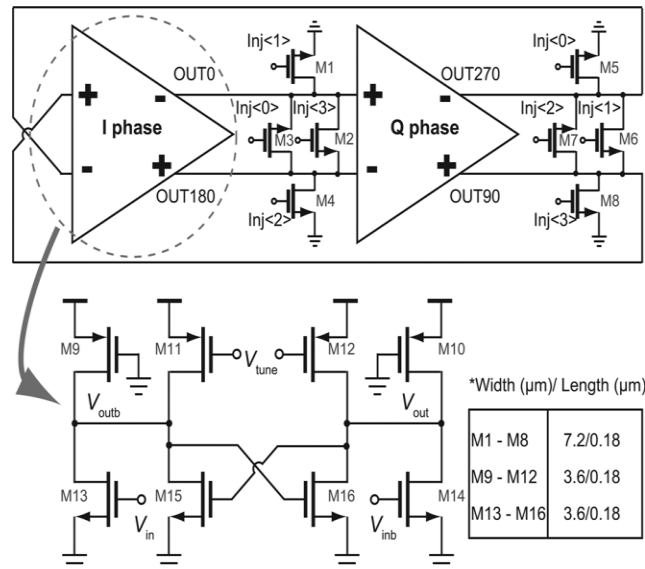 Inj<1>
Inj<0>
M1
M5
OUT0
OUT270
+
-
Inj<0>
Inj<3>
+
-
Inj<2>
Inj<1>
I phase
M3
M2
Q phase
M7
M6
-
+
-
+
OUT180
M4
OUT90
M8
Inj<2>
Inj<3>
M9
M11
Vtune
M12
M10
Voutb
Vout
*Width (μm)/ Length (μm)
M1 - M8 7.2/0.18
M9 - M12 3.6/0.18
M13 - M16 3.6/0.18
M13
Vin
M15
M16
Vinb
M14